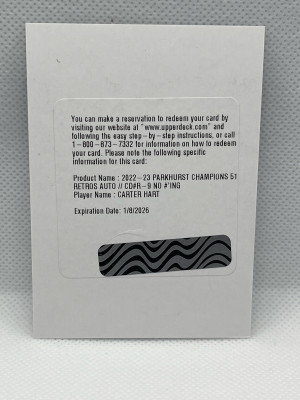 You can make a reservation to redeem your card by
visiting our website at "www.upperdeck.com" and
following the easy step-by-step instructions, or call
1-800-873-7332 for information on how to redeem
your card. Please note the following specific
information for this card:
Product Name : 2022-23 PARKHURST CHAMPIONS 51
RETROS AUTO // CD#R-9 NO #'ING
Player Name : CARTER HART
Expiration Date: 1/8/2026